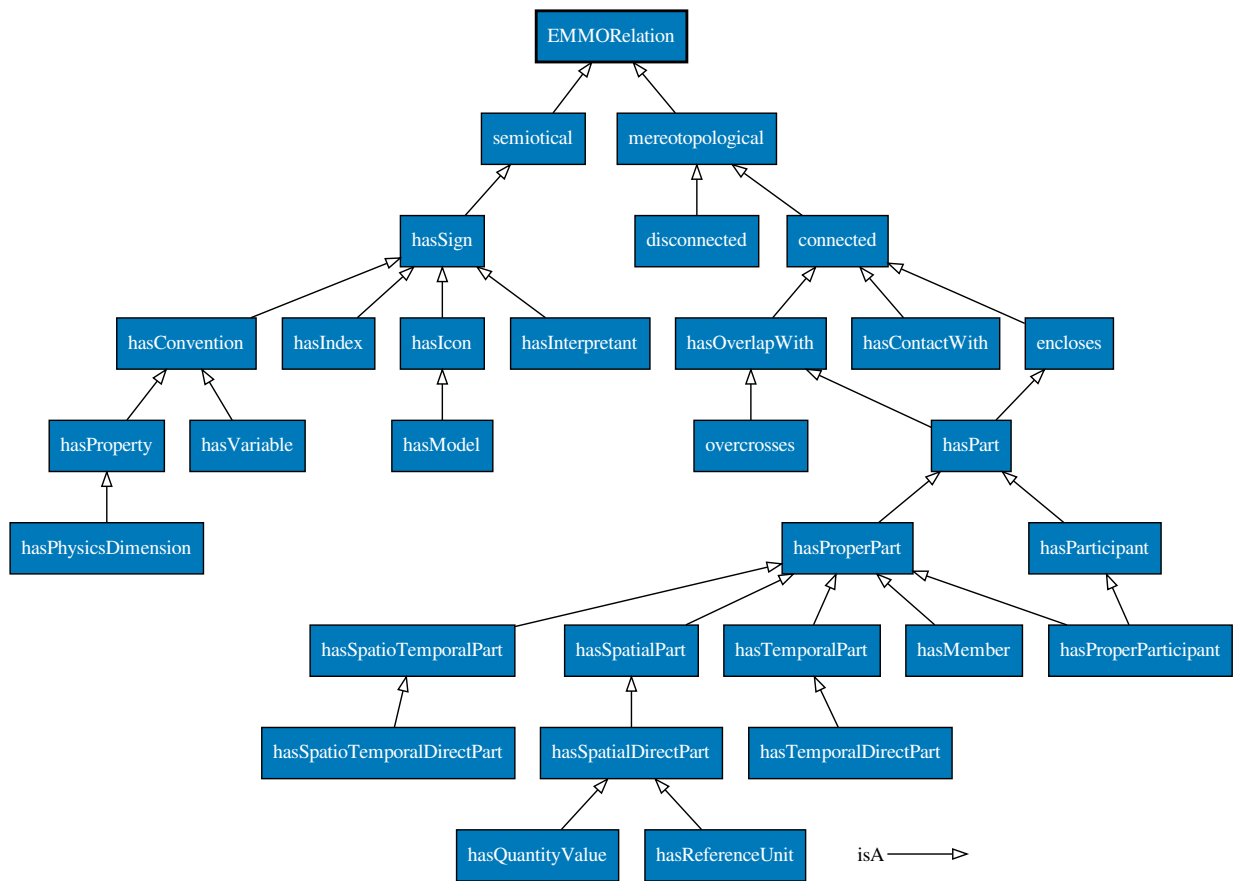 EMMORelation
semiotical
mereotopological
hasSign
disconnected
connected
hasConvention
hasIndex
hasIcon
hasInterpretant
hasOverlapWith
hasContactWith
encloses
hasProperty
hasVariable
hasModel
overcrosses
hasPart
hasPhysicsDimension
hasProperPart
hasParticipant
hasSpatioTemporalPart
hasSpatialPart
hasTemporalPart
hasMember
hasProperParticipant
hasSpatioTemporalDirectPart
hasSpatialDirectPart
hasTemporalDirectPart
hasQuantityValue
hasReferenceUnit
isA